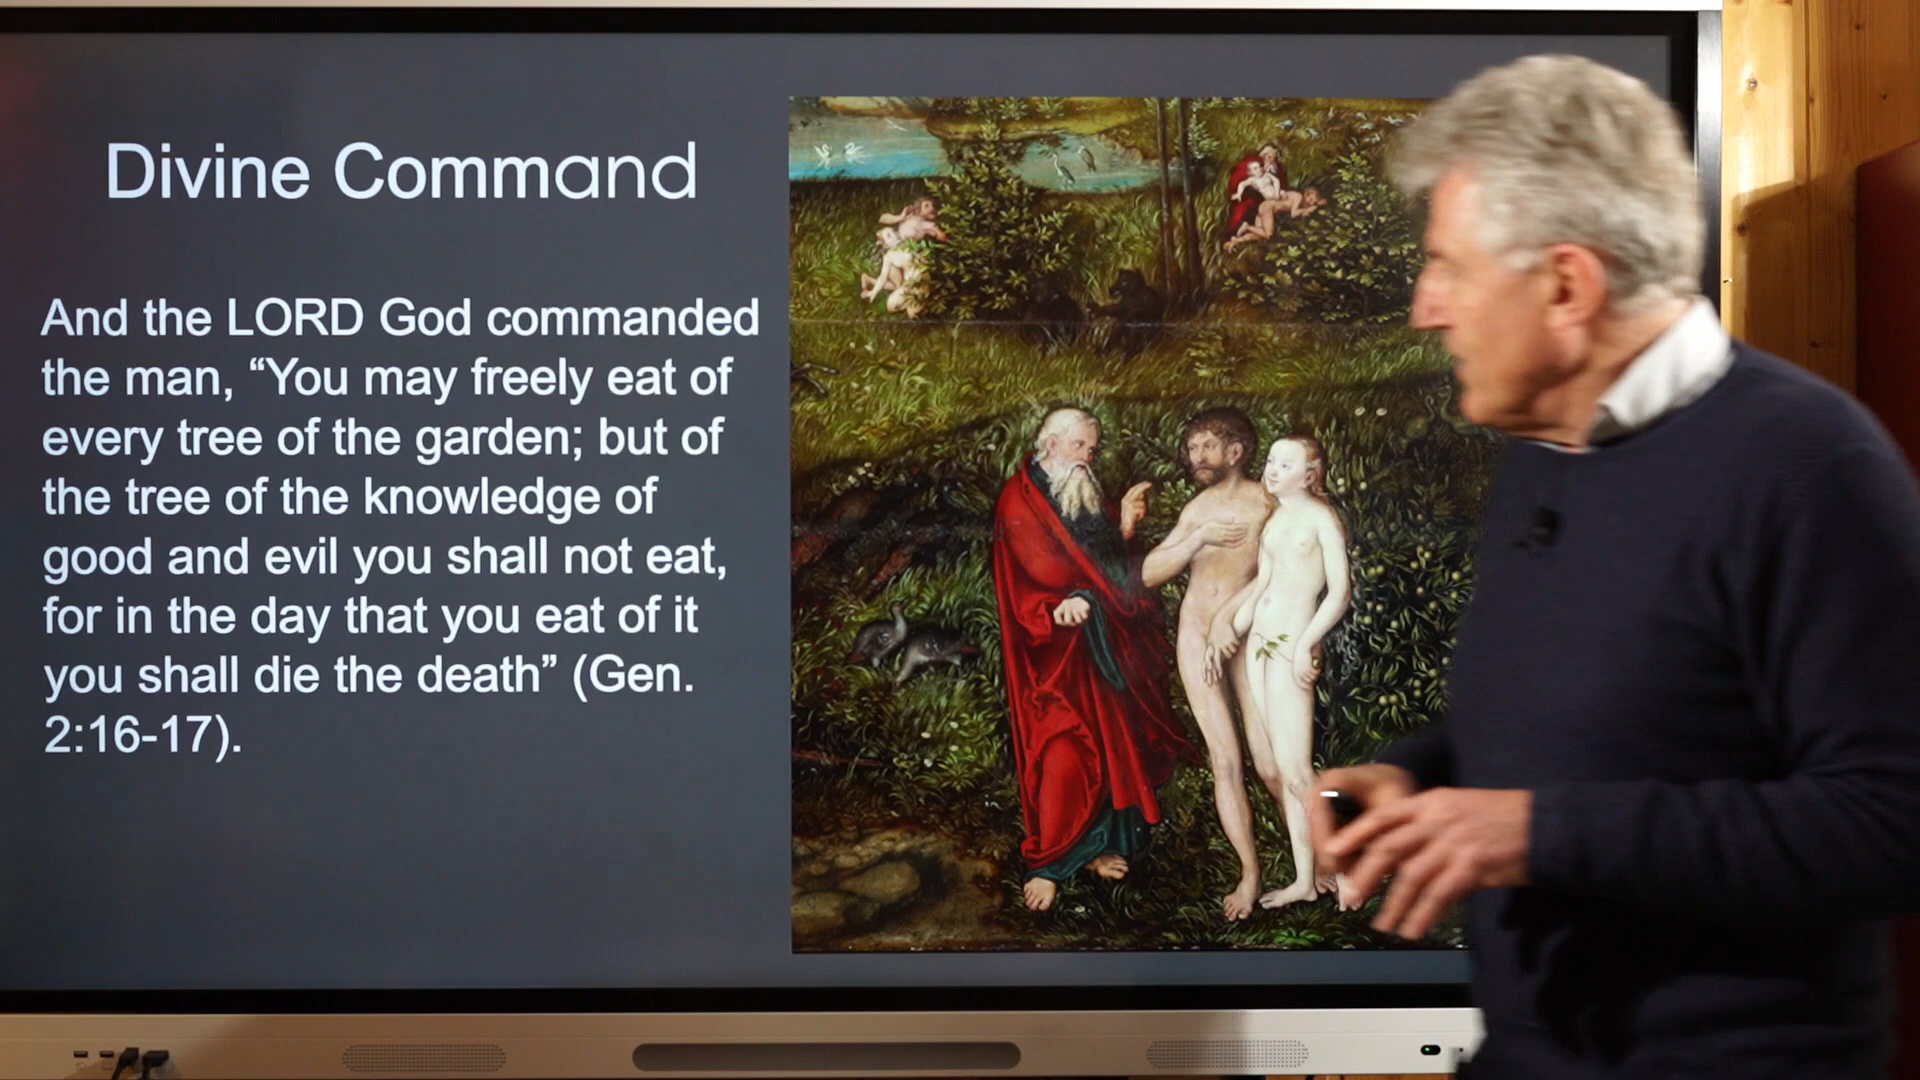 Divine Command
And the LORD God commanded
the man, “You may freely eat of
every tree of the garden; but of
the tree of the knowledge of
good and evil you shall not eat,
for in the day that you eat of it
you shall die the death” (Gen.
2:16-17).